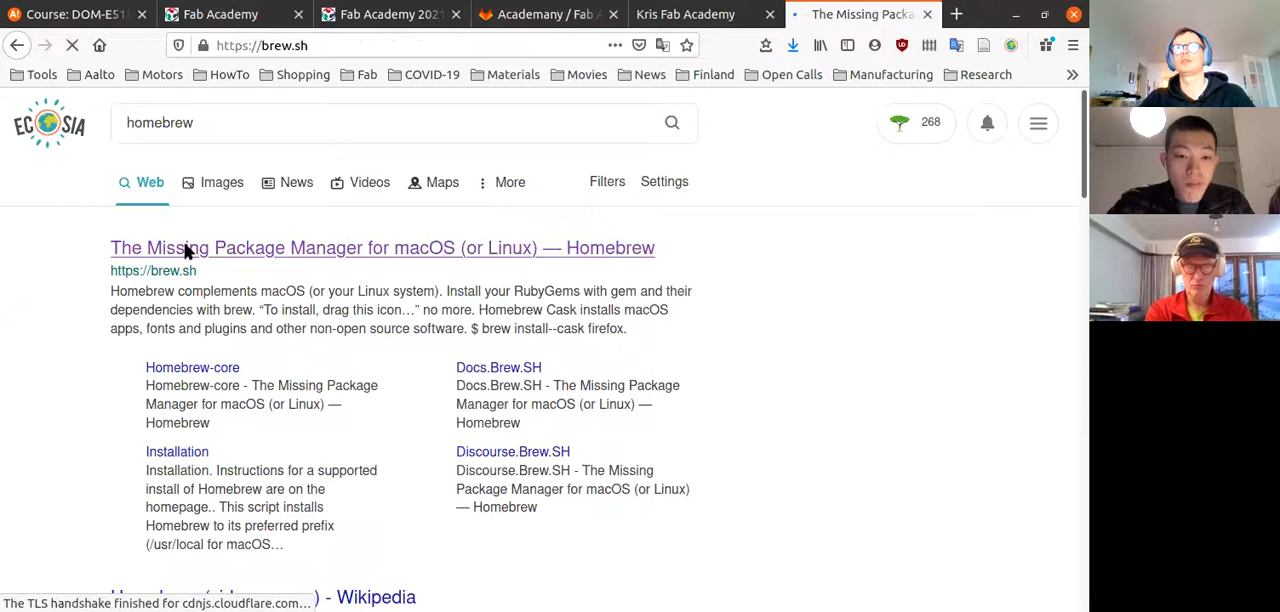 Course: DOM-E51
Fab Academy
Fab Academy 2021
Academany / Fab A
Kris Fab Academy
The Missing Packa
https://brew.sh
Tools
Aalto
Motors
HowTo
Shopping
Fab
COVID-19
Materials
Movies
News
Finland
Open Calls
Manufacturing
Research
ECOSIA
homebrew
268
Web
Images
News
Videos
Maps
More
Filters
Settings
The Missing Package Manager for macOS (or Linux) — Homebrew
https://brew.sh
Homebrew complements macOS (or your Linux system). Install your RubyGems with gem and their
dependencies with brew. “To install, drag this icon…” no more. Homebrew Cask installs macOS
apps, fonts and plugins and other non-open source software. $ brew install--cask firefox.
Homebrew-core
Homebrew-core - The Missing Package
Manager for macOS (or Linux) —
Homebrew
Docs.Brew.SH
Docs.Brew.SH - The Missing Package
Manager for macOS (or Linux) —
Homebrew
Installation
Installation. Instructions for a supported
install of Homebrew are on the
homepage.. This script installs
Homebrew to its preferred prefix
(/usr/local for macOS…
Discourse.Brew.SH
Discourse.Brew.SH - The Missing
Package Manager for macOS (or Linux)
— Homebrew
) - Wikipedia
The TLS handshake finished for cdnjs.cloudflare.com…